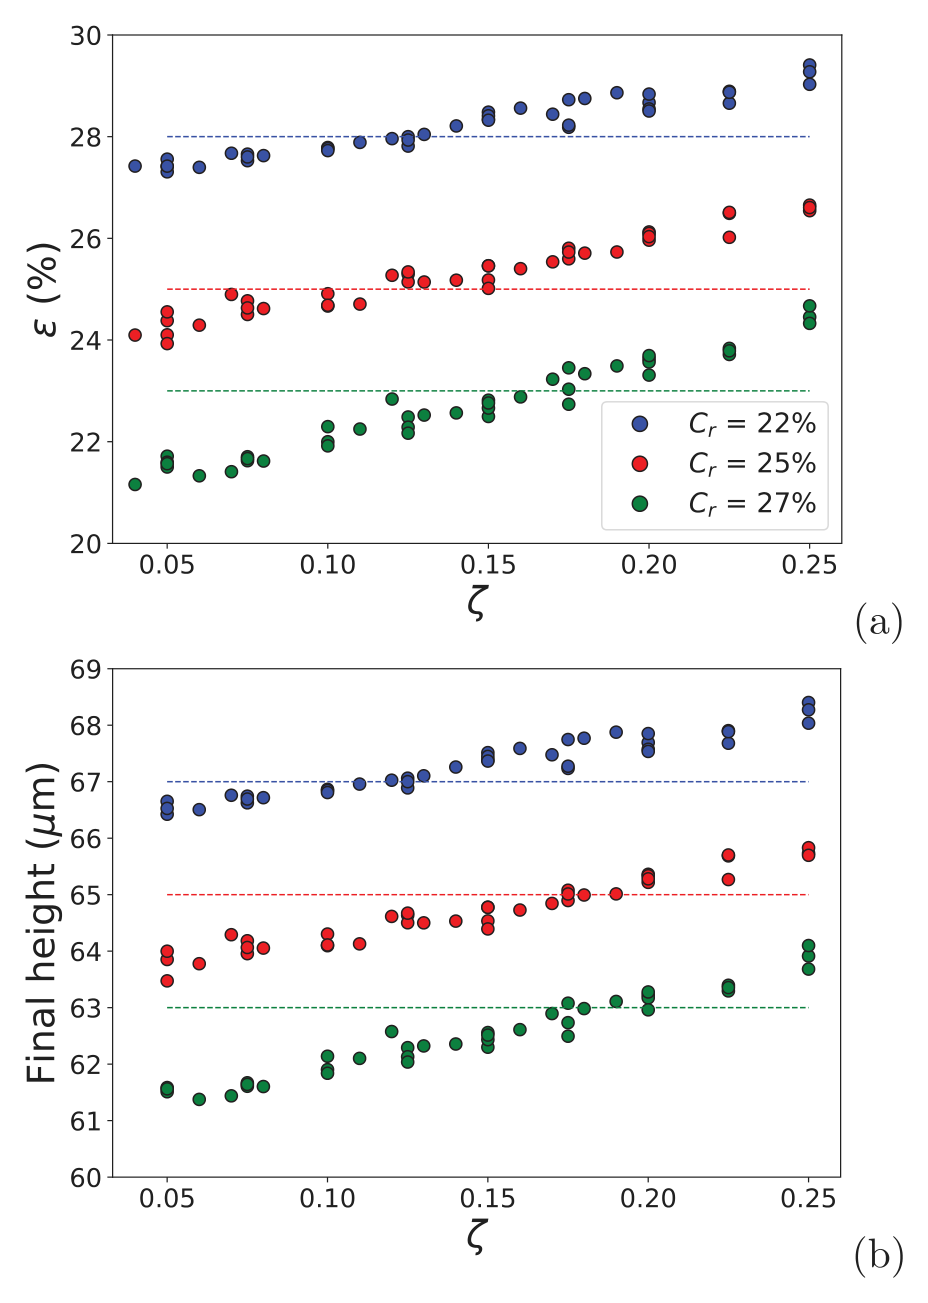 30
28
26
24
22
20
ε (%)
0.05 0.10 0.15 0.20 0.25
ζ
C_r = 22%
C_r = 25%
C_r = 27%
(a)
69
68
67
66
65
64
63
62
61
60
Final height (μm)
0.05 0.10 0.15 0.20 0.25
ζ
(b)